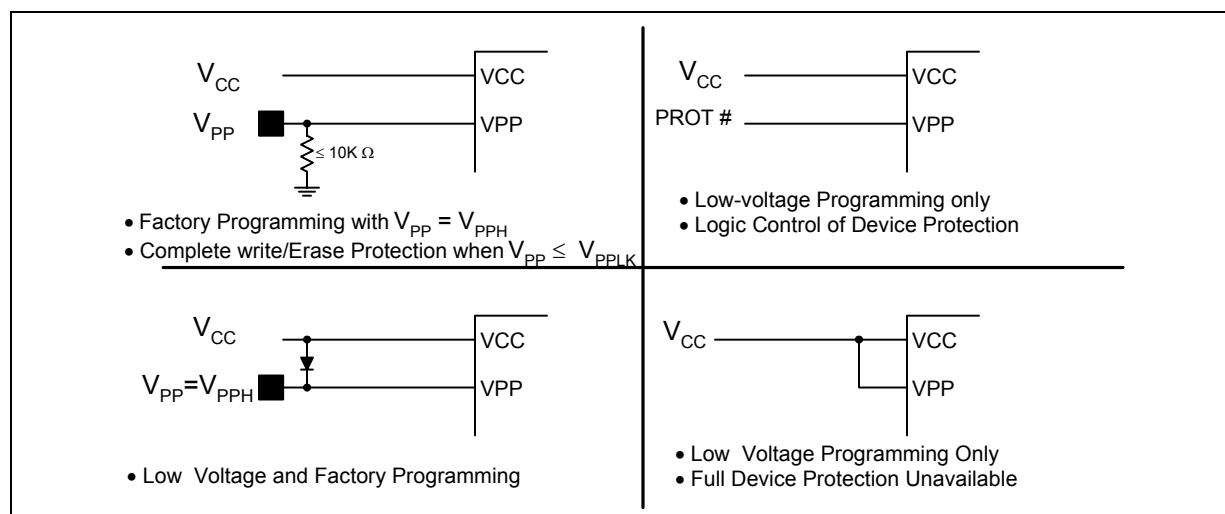 V_CC VCC
V_PP VPP
≤ 10K Ω
• Factory Programming with V_PP = V_PPH
• Complete write/Erase Protection when V_PP ≤ V_PPLK
V_CC VCC
PROT # VPP
• Low-voltage Programming only
• Logic Control of Device Protection
V_CC VCC
V_PP=V_PPH VPP
• Low Voltage and Factory Programming
V_CC VCC
VPP
• Low Voltage Programming Only
• Full Device Protection Unavailable